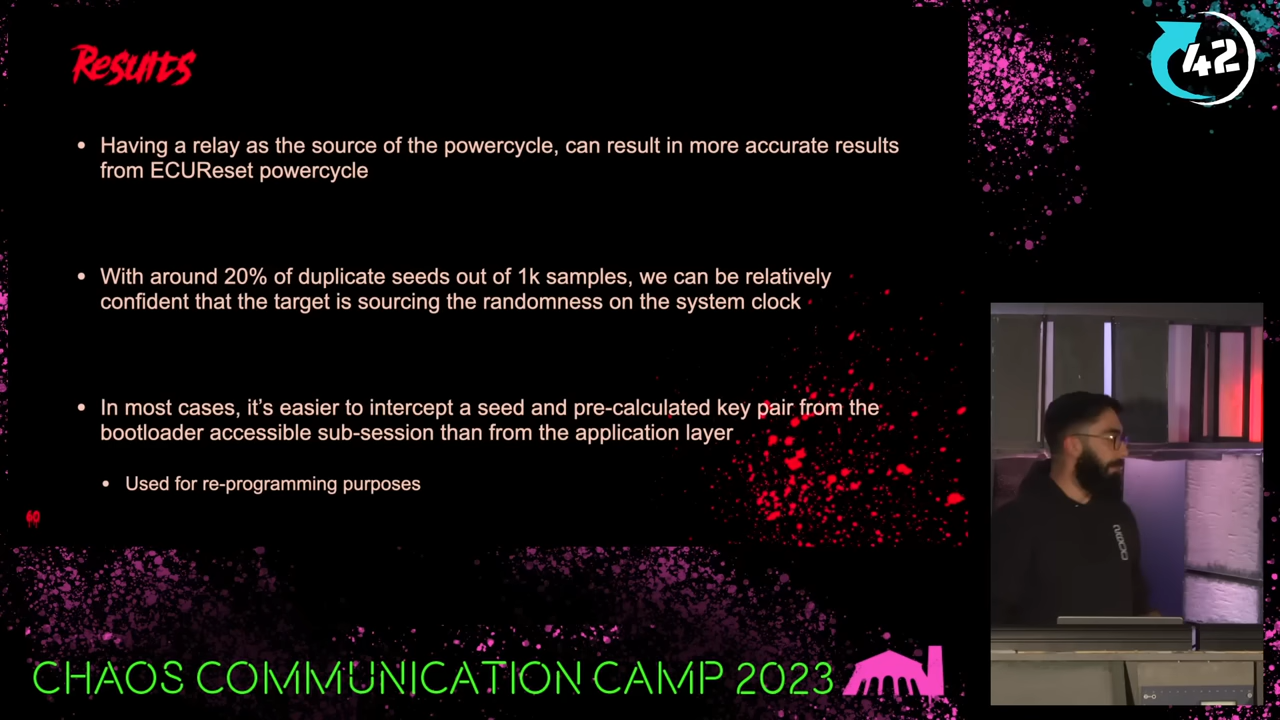 Results
42
• Having a relay as the source of the powercycle, can result in more accurate results
from ECUReset powercycle
• With around 20% of duplicate seeds out of 1k samples, we can be relatively
confident that the target is sourcing the randomness on the system clock
• In most cases, it's easier to intercept a seed and pre-calculated key pair from the
bootloader accessible sub-session than from the application layer
• Used for re-programming purposes
60
CHAOS COMMUNICATION CAMP 2023